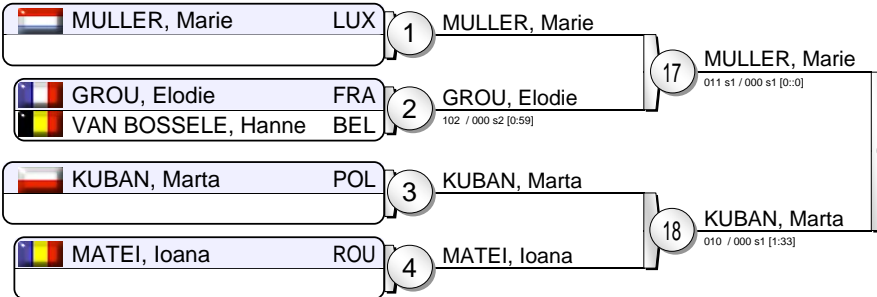 MULLER, Marie LUX
1
MULLER, Marie
GROU, Elodie FRA
VAN BOSSELE, Hanne BEL
2
GROU, Elodie
102 / 000 s2 [0:59]
17
MULLER, Marie
011 s1 / 000 s1 [0::0]
KUBAN, Marta POL
3
KUBAN, Marta
MATEI, Ioana ROU
4
MATEI, Ioana
18
KUBAN, Marta
010 / 000 s1 [1:33]